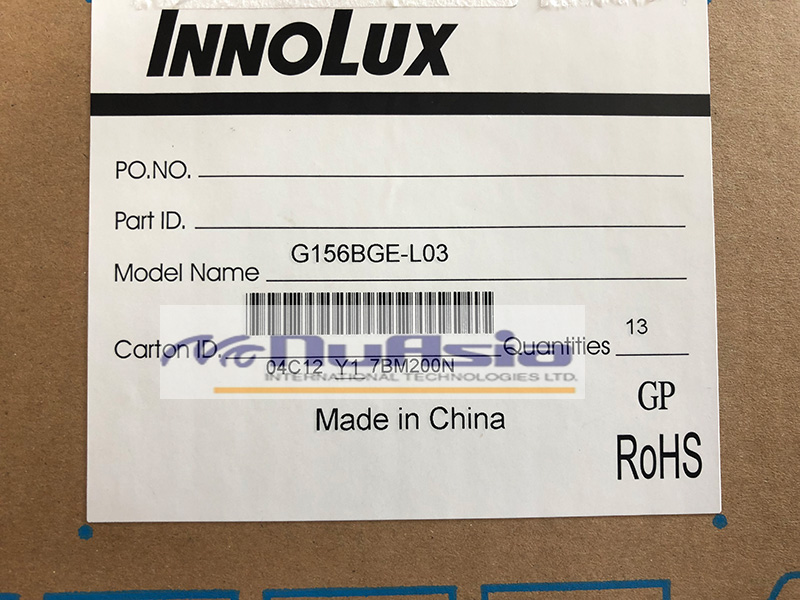 INNOLUX
PO.NO.
Part ID.
Model Name G156BGE-L03
Carton ID. 04C12 Y1 7BM200N Quantities 13
NuAsia
INTERNATIONAL TECHNOLOGIES LTD.
Made in China
GP
RoHS